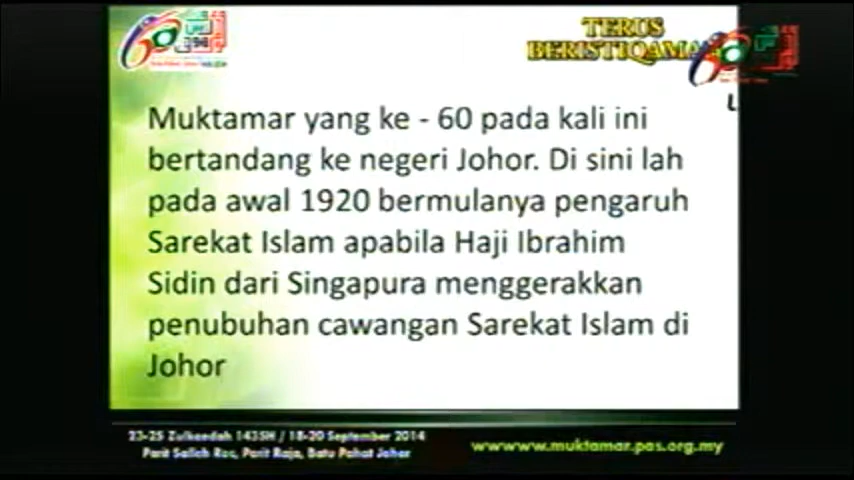 TERUS
BERISTIQAMAH
Muktamar yang ke - 60 pada kali ini
bertandang ke negeri Johor. Di sini lah
pada awal 1920 bermulanya pengaruh
Sarekat Islam apabila Haji Ibrahim
Sidin dari Singapura menggerakkan
penubuhan cawangan Sarekat Islam di
Johor
23-25 Zulkaedah 1435H / 18-20 September 2014
Parit Salleh Ros, Parit Raja, Batu Pahat Johor
www.muktamar.pas.org.my